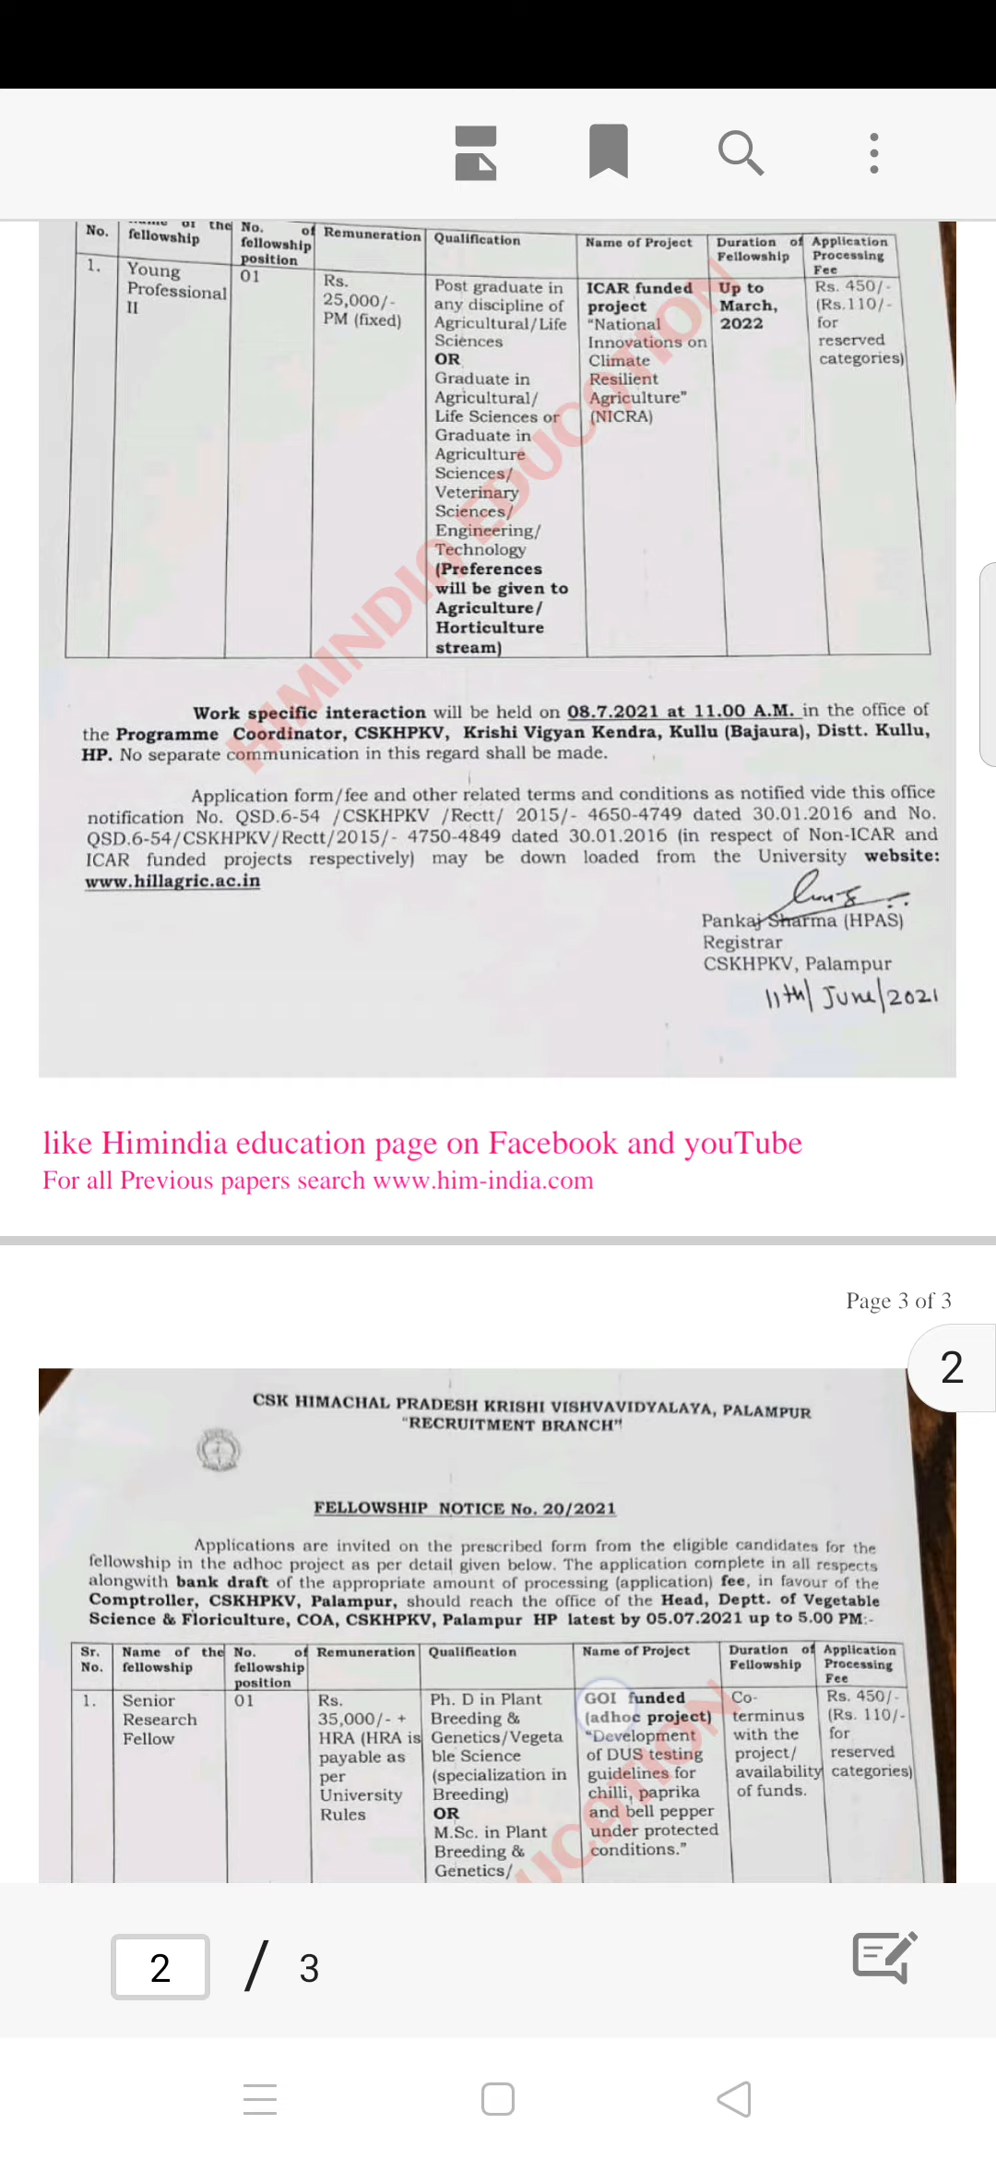 No. fellowship No. of fellowship position Remuneration Qualification Name of Project Duration of Fellowship Application Processing Fee
1. Young Professional II
01
Rs. 25,000/- PM (fixed)
Post graduate in
any discipline of
Agricultural/Life
Sciences
OR
Graduate in
Agricultural/
Life Sciences or
Graduate in
Agriculture
Sciences/
Veterinary
Sciences/
Engineering/
Technology
(Preferences
will be given to
Agriculture/
Horticulture
stream)
ICAR funded
project
"National
Innovations on
Climate
Resilient
Agriculture"
(NICRA)
Up to
March,
2022
Rs. 450/-
(Rs.110/-
for
reserved
categories)
HIMINDIA EDUCATION
Work specific interaction will be held on 08.7.2021 at 11.00 A.M. in the office of
the Programme Coordinator, CSKHPKV, Krishi Vigyan Kendra, Kullu (Bajaura), Distt. Kullu,
HP. No separate communication in this regard shall be made.
Application form/fee and other related terms and conditions as notified vide this office
notification No. QSD.6-54 /CSKHPKV /Rectt/ 2015/- 4650-4749 dated 30.01.2016 and No.
QSD.6-54/CSKHPKV/Rectt/2015/- 4750-4849 dated 30.01.2016 (in respect of Non-ICAR and
ICAR funded projects respectively) may be down loaded from the University website:
www.hillagric.ac.in
Pankaj Sharma (HPAS)
Registrar
CSKHPKV, Palampur
11th/ June/2021
like Himindia education page on Facebook and youTube
For all Previous papers search www.him-india.com
Page 3 of 3
2
CSK HIMACHAL PRADESH KRISHI VISHVAVIDYALAYA, PALAMPUR
"RECRUITMENT BRANCH"
FELLOWSHIP NOTICE No. 20/2021
Applications are invited on the prescribed form from the eligible candidates for the
fellowship in the adhoc project as per detail given below. The application complete in all respects
alongwith bank draft of the appropriate amount of processing (application) fee, in favour of the
Comptroller, CSKHPKV, Palampur, should reach the office of the Head, Deptt. of Vegetable
Science & Floriculture, COA, CSKHPKV, Palampur HP latest by 05.07.2021 up to 5.00 PM:-
Sr. No. Name of the fellowship No. of fellowship position Remuneration Qualification Name of Project Duration of Fellowship Application Processing Fee
1. Senior Research Fellow
01
Rs.
35,000/- +
HRA (HRA is
payable as
per
University
Rules
Ph. D in Plant
Breeding &
Genetics/Vegeta
ble Science
(specialization in
Breeding)
OR
M.Sc. in Plant
Breeding &
Genetics/
GOI funded
(adhoc project)
"Development
of DUS testing
guidelines for
chilli, paprika
and bell pepper
under protected
conditions."
Co-
terminus
with the
project/
availability
of funds.
Rs. 450/-
(Rs. 110/-
for
reserved
categories)
UCATION
2 / 3